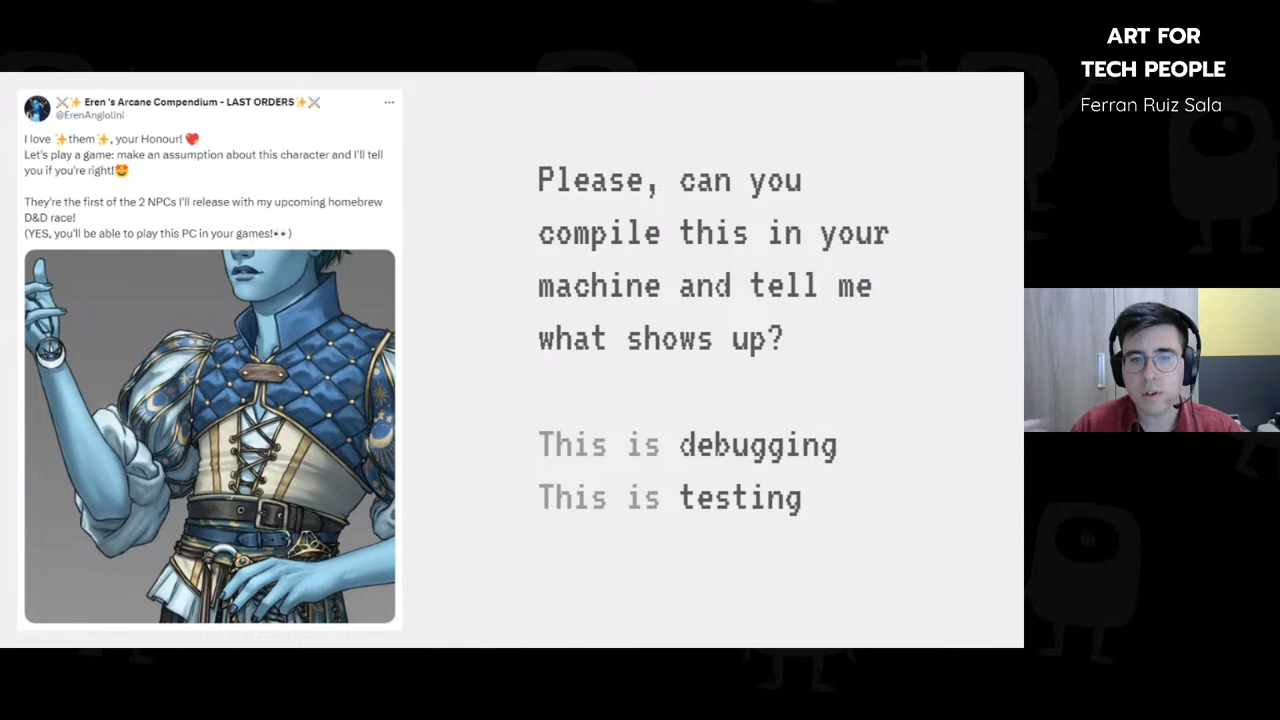 ART FOR
TECH PEOPLE
Ferran Ruiz Sala
⚔️✨ Eren 's Arcane Compendium - LAST ORDERS✨⚔️
@ErenAngiolini
I love ✨them✨, your Honour! ❤️
Let's play a game: make an assumption about this character and I'll tell
you if you're right!🤩
They're the first of the 2 NPCs I'll release with my upcoming homebrew
D&D race!
(YES, you'll be able to play this PC in your games!👀)
Please, can you
compile this in your
machine and tell me
what shows up?
This is debugging
This is testing